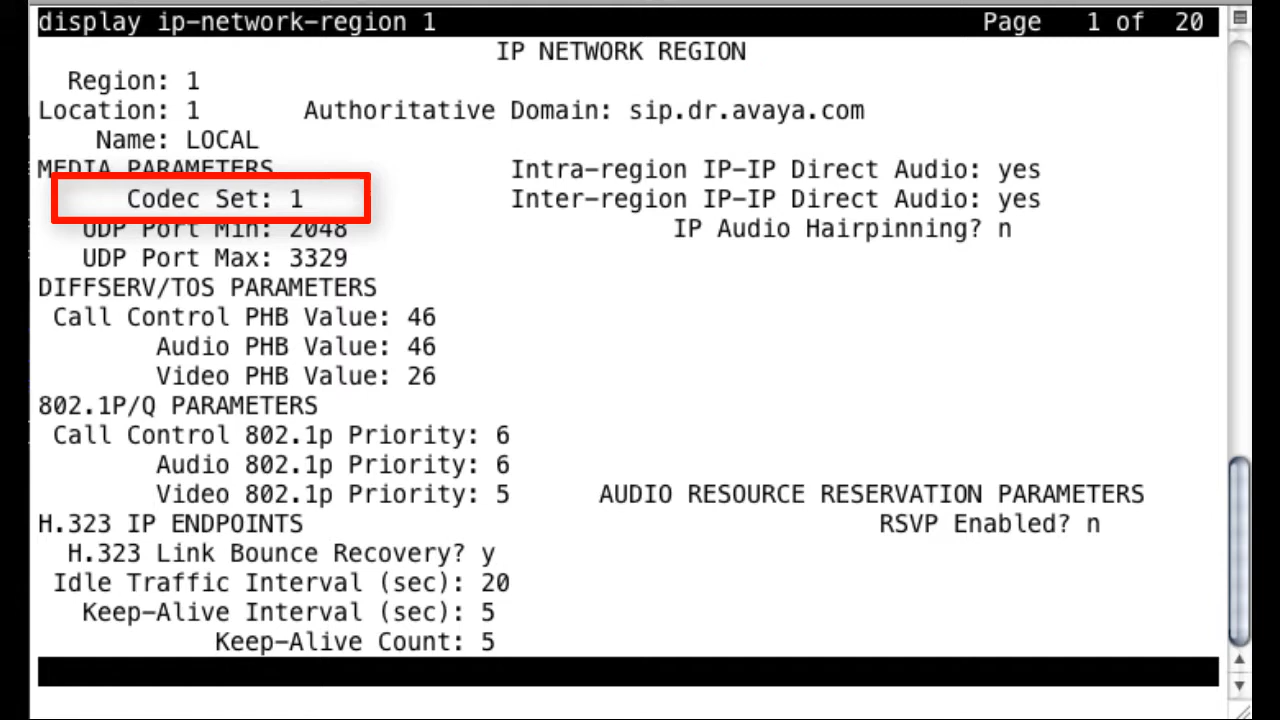 display ip-network-region 1 Page 1 of 20
IP NETWORK REGION
Region: 1
Location: 1 Authoritative Domain: sip.dr.avaya.com
Name: LOCAL
MEDIA PARAMETERS Intra-region IP-IP Direct Audio: yes
Codec Set: 1 Inter-region IP-IP Direct Audio: yes
UDP Port Min: 2048 IP Audio Hairpinning? n
UDP Port Max: 3329
DIFFSERV/TOS PARAMETERS
Call Control PHB Value: 46
Audio PHB Value: 46
Video PHB Value: 26
802.1P/Q PARAMETERS
Call Control 802.1p Priority: 6
Audio 802.1p Priority: 6
Video 802.1p Priority: 5 AUDIO RESOURCE RESERVATION PARAMETERS
H.323 IP ENDPOINTS RSVP Enabled? n
H.323 Link Bounce Recovery? y
Idle Traffic Interval (sec): 20
Keep-Alive Interval (sec): 5
Keep-Alive Count: 5